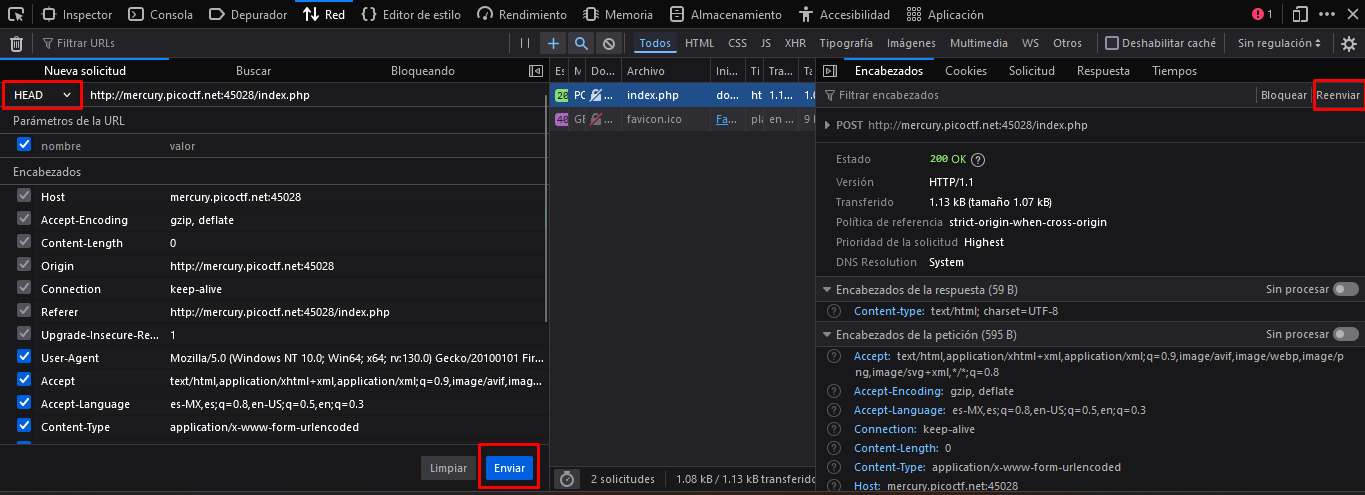 Inspector Consola Depurador Red Editor de estilo Rendimiento Memoria Almacenamiento Accesibilidad Aplicación 1
Filtrar URLs Todos HTML CSS JS XHR Tipografía Imágenes Multimedia WS Otros Deshabilitar caché Sin regulación
Nueva solicitud Buscar Bloqueando
HEAD http://mercury.picoctf.net:45028/index.php
Parámetros de la URL
nombre valor
Encabezados
Host mercury.picoctf.net:45028
Accept-Encoding gzip, deflate
Content-Length 0
Origin http://mercury.picoctf.net:45028
Connection keep-alive
Referer http://mercury.picoctf.net:45028/index.php
Upgrade-Insecure-Re... 1
User-Agent Mozilla/5.0 (Windows NT 10.0; Win64; x64; rv:130.0) Gecko/20100101 Fir...
Accept text/html,application/xhtml+xml,application/xml;q=0.9,image/avif,imag...
Accept-Language es-MX,es;q=0.8,en-US;q=0.5,en;q=0.3
Content-Type application/x-www-form-urlencoded
Limpiar Enviar
Es M Do... Archivo Ini... Ti Tra... Ta
20 PO ... index.php do... ht 1.1... 1.0
40 GE ... favicon.ico Fa... pla en ... 9 
2 solicitudes 1.08 kB / 1.13 kB transferido
Encabezados Cookies Solicitud Respuesta Tiempos
Filtrar encabezados Bloquear Reenviar
POST http://mercury.picoctf.net:45028/index.php
Estado 200 OK
Versión HTTP/1.1
Transferido 1.13 kB (tamaño 1.07 kB)
Política de referencia strict-origin-when-cross-origin
Prioridad de la solicitud Highest
DNS Resolution System
Encabezados de la respuesta (59 B) Sin procesar
Content-type: text/html; charset=UTF-8
Encabezados de la petición (595 B) Sin procesar
Accept: text/html,application/xhtml+xml,application/xml;q=0.9,image/avif,image/webp,image/p
ng,image/svg+xml,*/*;q=0.8
Accept-Encoding: gzip, deflate
Accept-Language: es-MX,es;q=0.8,en-US;q=0.5,en;q=0.3
Connection: keep-alive
Content-Length: 0
Content-Type: application/x-www-form-urlencoded
Host: mercury.picoctf.net:45028